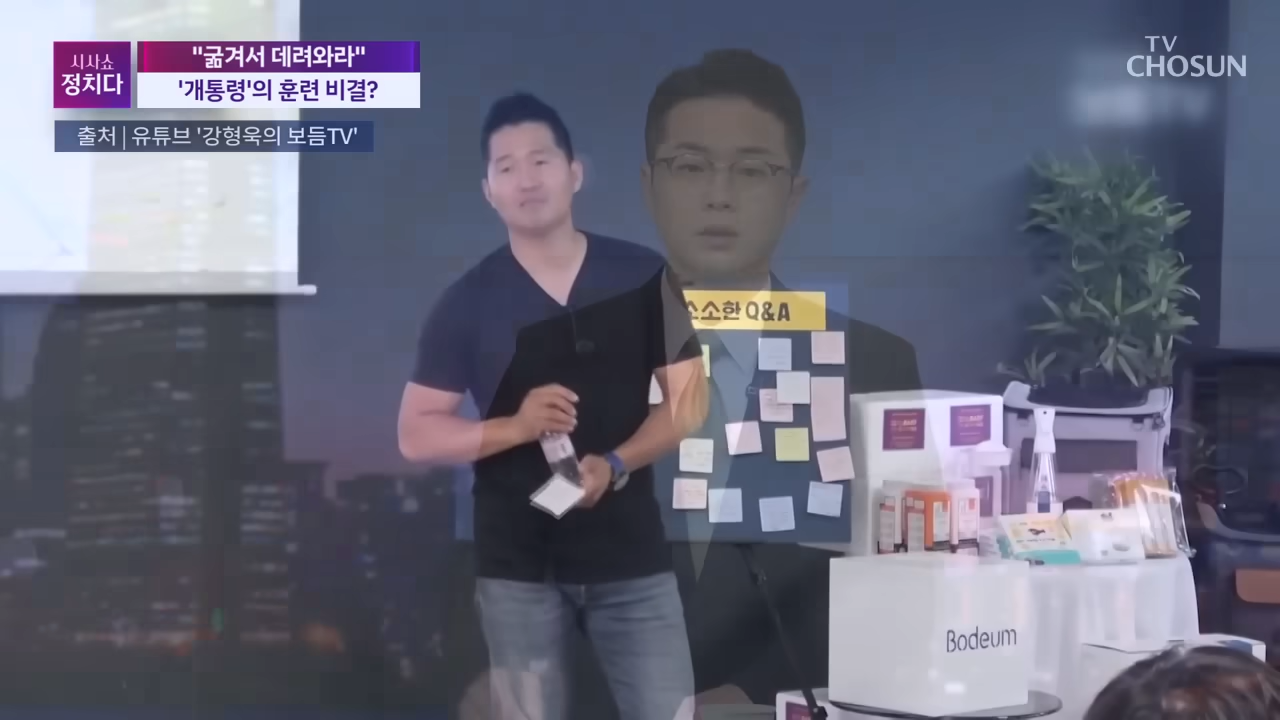 시사쇼
정치다
"굶겨서 데려와라"
'개통령'의 훈련 비결?
출처 | 유튜브 '강형욱의 보듬TV'
TV
CHOSUN
소소한 Q&A
Bodeum